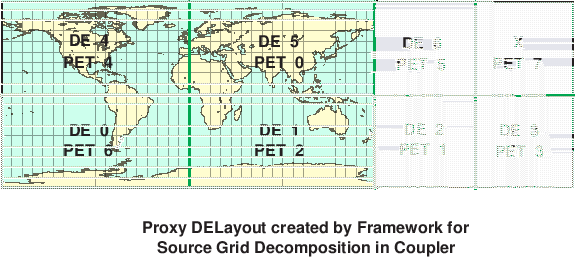 DE 4
DE 5
DE 6
X
PET 4
PET 0
PET 5
PET 7
DE 0
DE 1
DE 2
PET 6
PET 2
PET 1
PET 3
Proxy DELayout created by Framework for
Source Grid Decomposition in Coupler